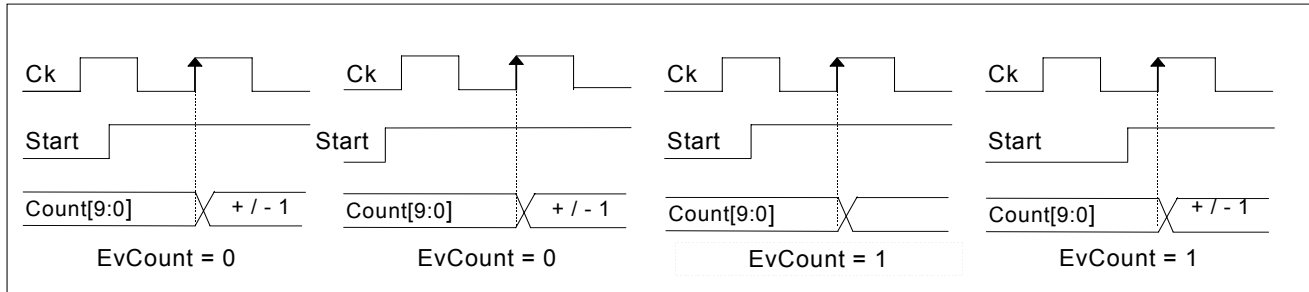 Ck
Start
Count[9:0]
+ / - 1
EvCount = 0
Ck
Start
Count[9:0]
+ / - 1
EvCount = 0
Ck
Start
Count[9:0]
EvCount = 1
Ck
Start
Count[9:0]
+ / - 1
EvCount = 1